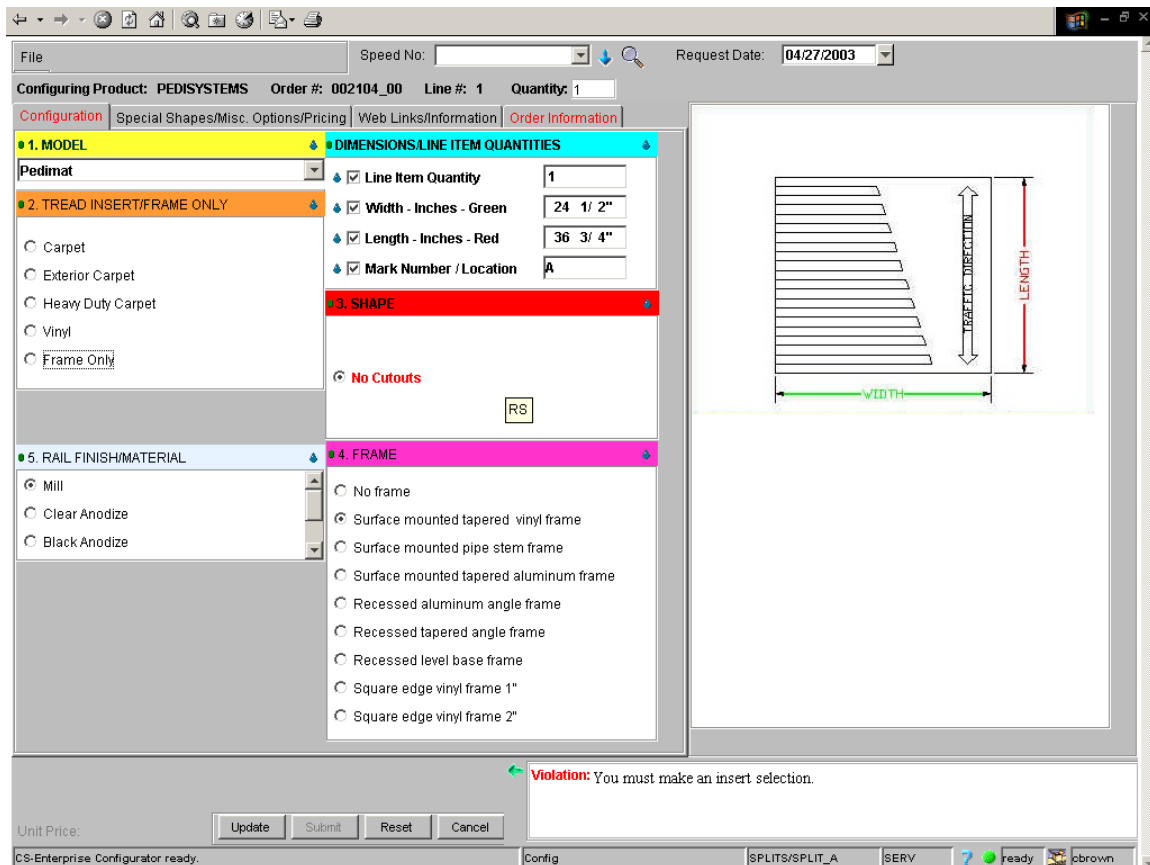 File
Speed No:
Request Date: 04/27/2003
Configuring Product: PEDISYSTEMS Order #: 002104_00 Line #: 1 Quantity: 1
Configuration Special Shapes/Misc. Options/Pricing Web Links/Information Order Information
1. MODEL
Pedimat
2. TREAD INSERT/FRAME ONLY
Carpet
Exterior Carpet
Heavy Duty Carpet
Vinyl
Frame Only
5. RAIL FINISH/MATERIAL
Mill
Clear Anodize
Black Anodize
DIMENSIONS/LINE ITEM QUANTITIES
Line Item Quantity 1
Width - Inches - Green 24 1/ 2"
Length - Inches - Red 36 3/ 4"
Mark Number / Location A
3. SHAPE
No Cutouts
RS
4. FRAME
No frame
Surface mounted tapered vinyl frame
Surface mounted pipe stem frame
Surface mounted tapered aluminum frame
Recessed aluminum angle frame
Recessed tapered angle frame
Recessed level base frame
Square edge vinyl frame 1"
Square edge vinyl frame 2"
TRAFFIC DIRECTION
LENGTH
WIDTH
Violation: You must make an insert selection.
Unit Price:
Update Submit Reset Cancel
CS-Enterprise Configurator ready. Config SPLITS/SPLIT_A SERV ? ready cbrown